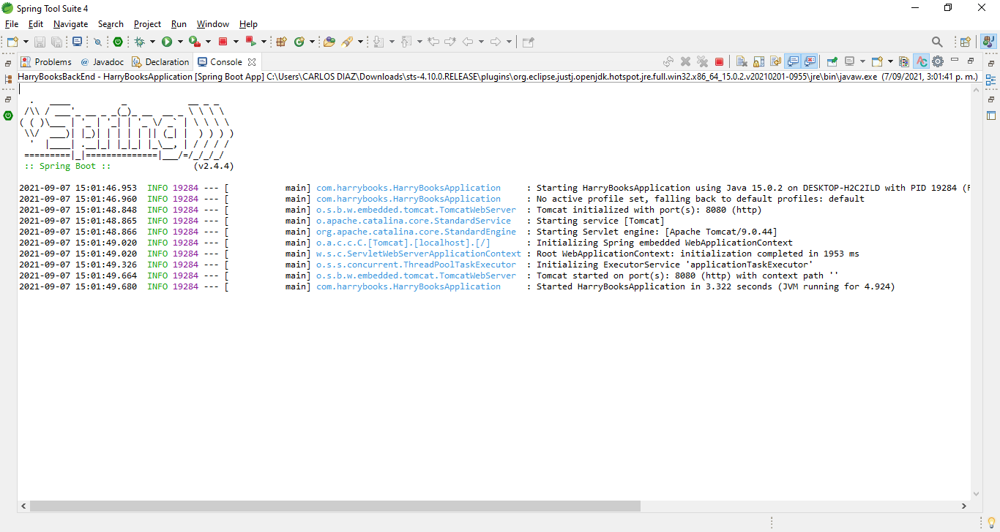 Spring Tool Suite 4
File Edit Navigate Search Project Run Window Help
Problems @ Javadoc Declaration Console
HarryBooksBackEnd - HarryBooksApplication [Spring Boot App] C:\Users\CARLOS DIAZ\Downloads\sts-4.10.0.RELEASE\plugins\org.eclipse.justj.openjdk.hotspot.jre.full.win32.x86_64_15.0.2.v20210201-0955\jre\bin\javaw.exe (7/09/2021, 3:01:41 p. m.)
Spring
:: Spring Boot :: (v2.4.4)
2021-09-07 15:01:46.953 INFO 19284 --- [ main] com.harrybooks.HarryBooksApplication : Starting HarryBooksApplication using Java 15.0.2 on DESKTOP-H2C2ILD with PID 19284 (
2021-09-07 15:01:46.960 INFO 19284 --- [ main] com.harrybooks.HarryBooksApplication : No active profile set, falling back to default profiles: default
2021-09-07 15:01:48.848 INFO 19284 --- [ main] o.s.b.w.embedded.tomcat.TomcatWebServer : Tomcat initialized with port(s): 8080 (http)
2021-09-07 15:01:48.865 INFO 19284 --- [ main] o.apache.catalina.core.StandardService : Starting service [Tomcat]
2021-09-07 15:01:48.866 INFO 19284 --- [ main] org.apache.catalina.core.StandardEngine : Starting Servlet engine: [Apache Tomcat/9.0.44]
2021-09-07 15:01:49.020 INFO 19284 --- [ main] o.a.c.c.C.[Tomcat].[localhost].[/] : Initializing Spring embedded WebApplicationContext
2021-09-07 15:01:49.020 INFO 19284 --- [ main] w.s.c.ServletWebServerApplicationContext : Root WebApplicationContext: initialization completed in 1953 ms
2021-09-07 15:01:49.326 INFO 19284 --- [ main] o.s.s.concurrent.ThreadPoolTaskExecutor : Initializing ExecutorService 'applicationTaskExecutor'
2021-09-07 15:01:49.664 INFO 19284 --- [ main] o.s.b.w.embedded.tomcat.TomcatWebServer : Tomcat started on port(s): 8080 (http) with context path ''
2021-09-07 15:01:49.680 INFO 19284 --- [ main] com.harrybooks.HarryBooksApplication : Started HarryBooksApplication in 3.322 seconds (JVM running for 4.924)